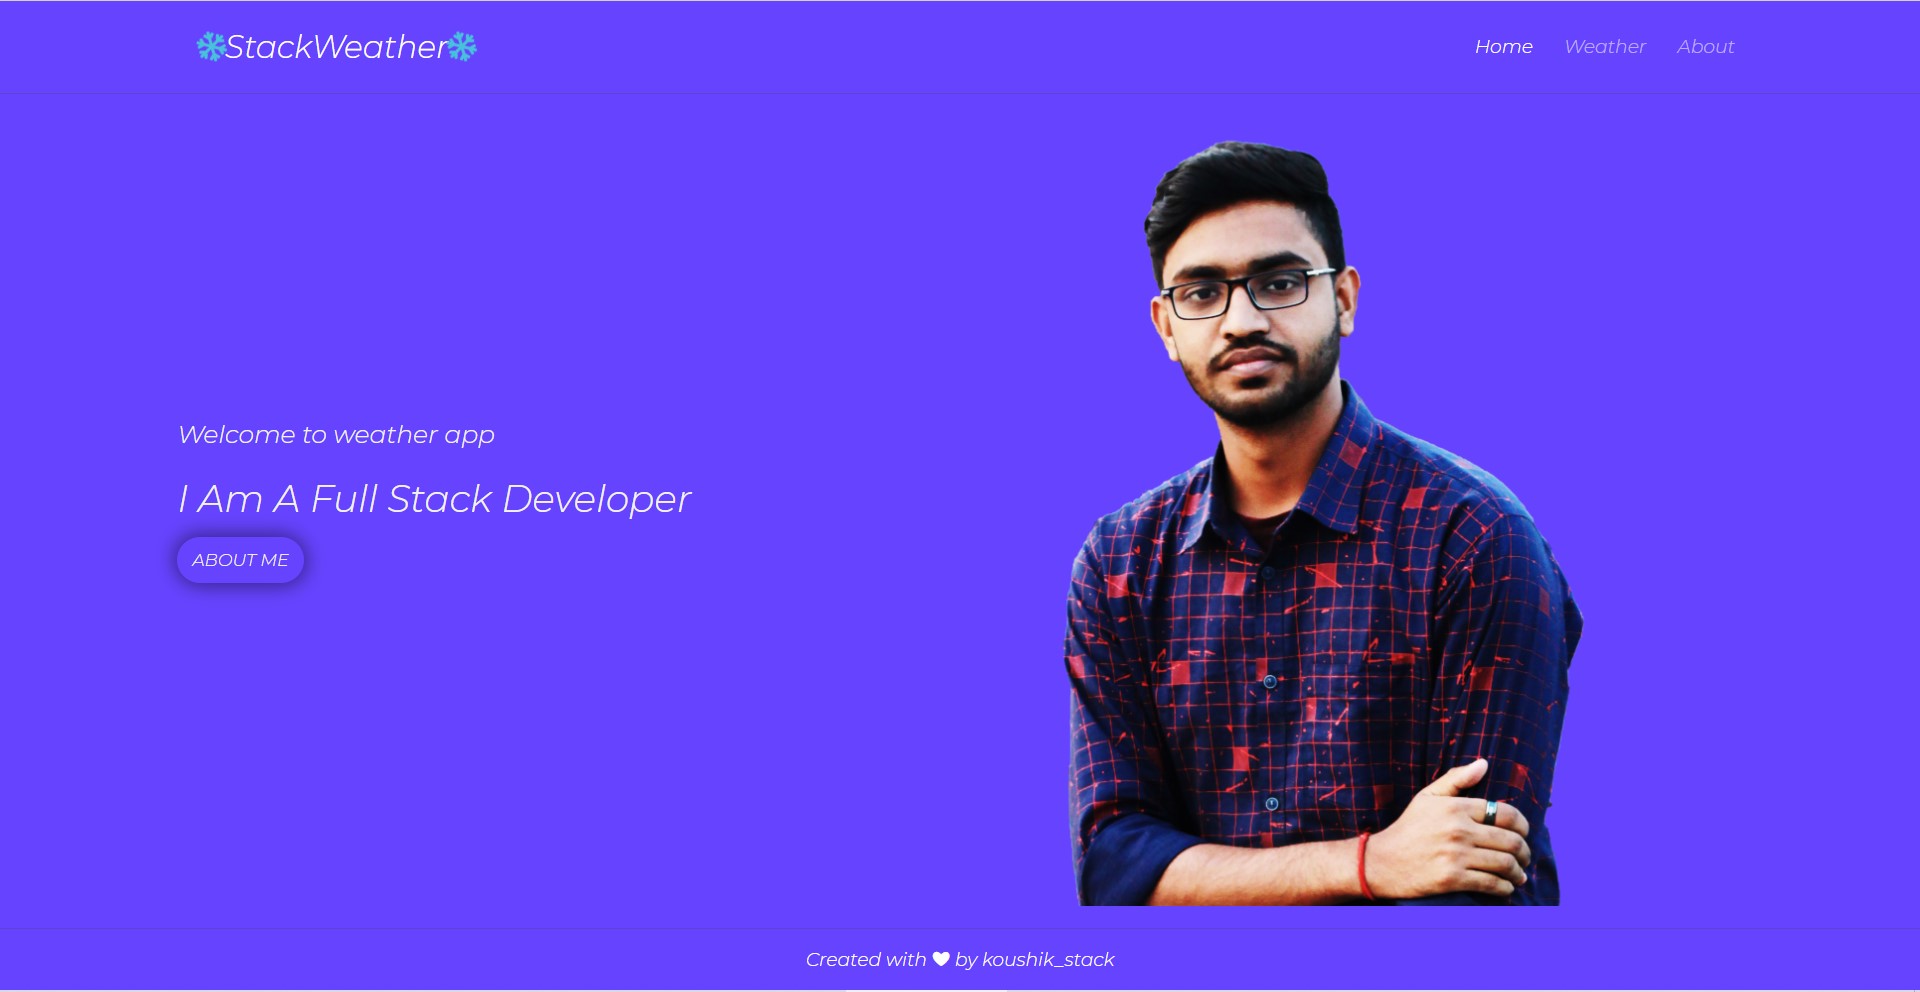 ❄StackWeather❄
Home Weather About
Welcome to weather app
I Am A Full Stack Developer
ABOUT ME
Created with ♥ by koushik_stack